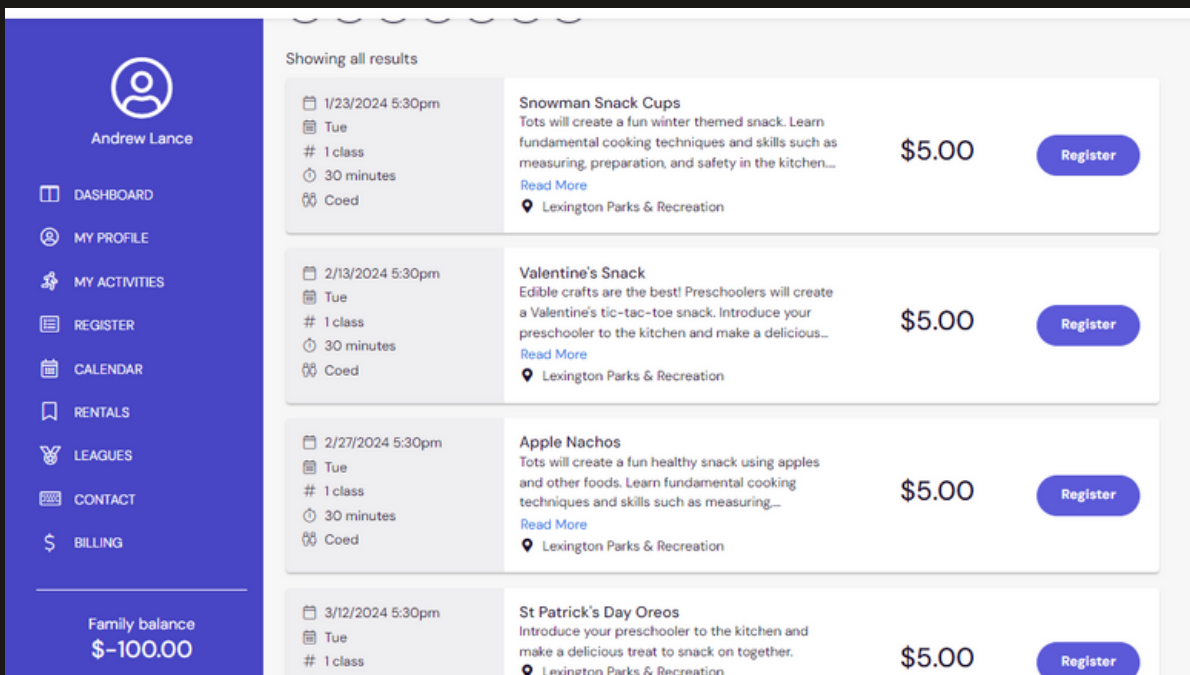 Andrew Lance
DASHBOARD
MY PROFILE
MY ACTIVITIES
REGISTER
CALENDAR
RENTALS
LEAGUES
CONTACT
BILLING
Family balance
$-100.00
Showing all results
1/23/2024 5:30pm
Tue
# 1 class
30 minutes
Coed
Snowman Snack Cups
Tots will create a fun winter themed snack. Learn
fundamental cooking techniques and skills such as
measuring, preparation, and safety in the kitchen....
Read More
Lexington Parks & Recreation
$5.00
Register
2/13/2024 5:30pm
Tue
# 1 class
30 minutes
Coed
Valentine's Snack
Edible crafts are the best! Preschoolers will create
a Valentine's tic-tac-toe snack. Introduce your
preschooler to the kitchen and make a delicious...
Read More
Lexington Parks & Recreation
$5.00
Register
2/27/2024 5:30pm
Tue
# 1 class
30 minutes
Coed
Apple Nachos
Tots will create a fun healthy snack using apples
and other foods. Learn fundamental cooking
techniques and skills such as measuring,...
Read More
Lexington Parks & Recreation
$5.00
Register
3/12/2024 5:30pm
Tue
# 1 class
St Patrick's Day Oreos
Introduce your preschooler to the kitchen and
make a delicious treat to snack on together.
Lexington Parks & Recreation
$5.00
Register